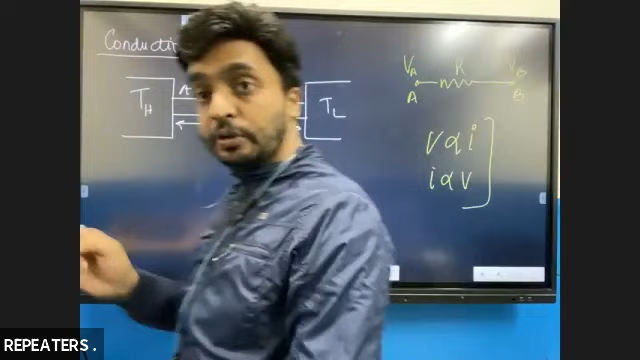 Conducti
T_H
A
T_L
V_A R V_B
A B
V α i
i α v
REPEATERS .